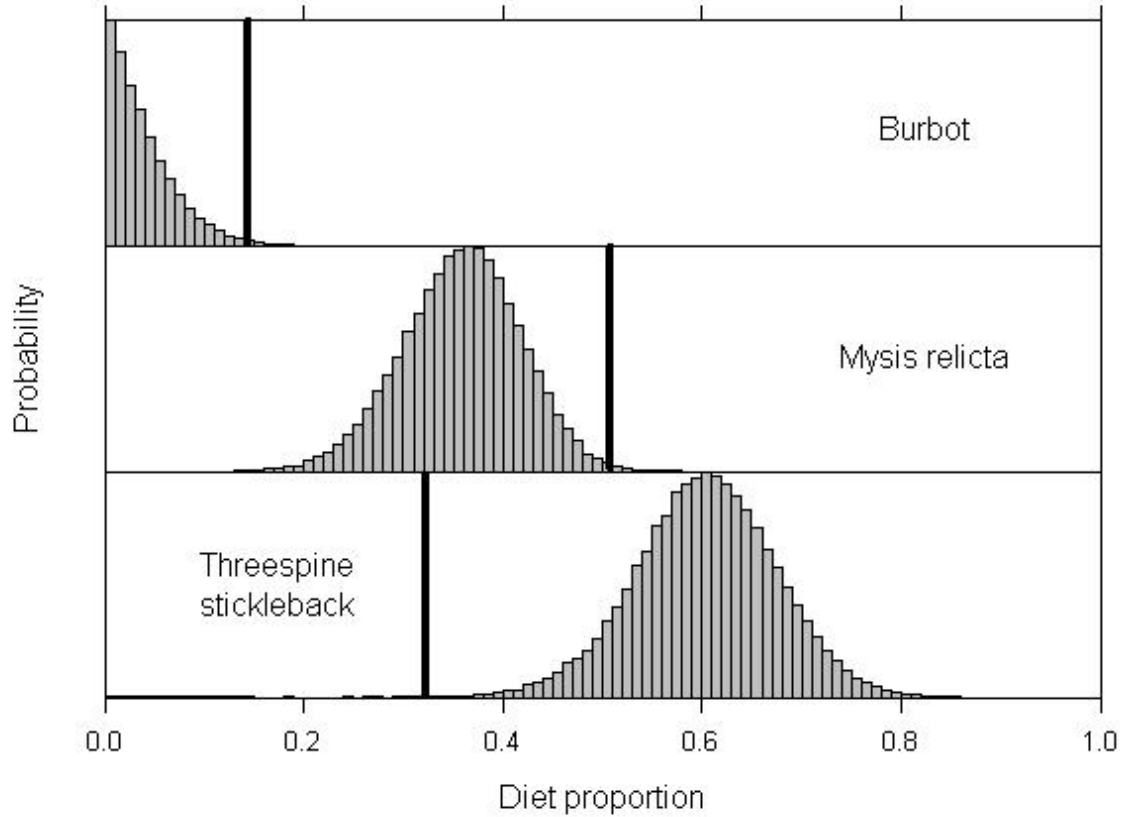 Burbot
Probability
Mysis relicta
Threespine
stickleback
0.0 0.2 0.4 0.6 0.8 1.0
Diet proportion